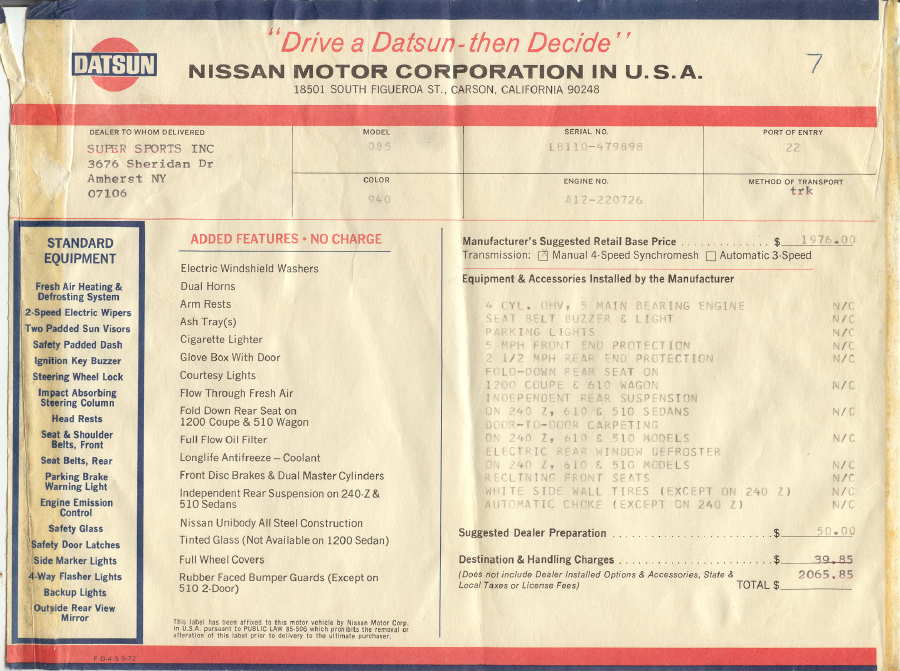 "Drive a Datsun-then Decide"
DATSUN
NISSAN MOTOR CORPORATION IN U.S.A.
18501 SOUTH FIGUEROA ST., CARSON, CALIFORNIA 90248
7
DEALER TO WHOM DELIVERED
SUPER SPORTS INC
3676 Sheridan Dr
Amherst NY
07106
MODEL
085
SERIAL NO.
LB110-479898
PORT OF ENTRY
22
COLOR
940
ENGINE NO.
A12-220726
METHOD OF TRANSPORT
trk
STANDARD
EQUIPMENT
Fresh Air Heating &
Defrosting System
2-Speed Electric Wipers
Two Padded Sun Visors
Safety Padded Dash
Ignition Key Buzzer
Steering Wheel Lock
Impact Absorbing
Steering Column
Head Rests
Seat & Shoulder
Belts, Front
Seat Belts, Rear
Parking Brake
Warning Light
Engine Emission
Control
Safety Glass
Safety Door Latches
Side Marker Lights
4-Way Flasher Lights
Backup Lights
Outside Rear View
Mirror
ADDED FEATURES • NO CHARGE
Electric Windshield Washers
Dual Horns
Arm Rests
Ash Tray(s)
Cigarette Lighter
Glove Box With Door
Courtesy Lights
Flow Through Fresh Air
Fold Down Rear Seat on
1200 Coupe & 510 Wagon
Full Flow Oil Filter
Longlife Antifreeze – Coolant
Front Disc Brakes & Dual Master Cylinders
Independent Rear Suspension on 240-Z &
510 Sedans
Nissan Unibody All Steel Construction
Tinted Glass (Not Available on 1200 Sedan)
Full Wheel Covers
Rubber Faced Bumper Guards (Except on
510 2-Door)
This label has been affixed to this motor vehicle by Nissan Motor Corp.
in U.S.A. pursuant to PUBLIC LAW 85-506 which prohibits the removal or
alteration of this label prior to delivery to the ultimate purchaser.
Manufacturer's Suggested Retail Base Price . . . . . . . . . . . . . $ 1976.00
Transmission: Manual 4-Speed Synchromesh Automatic 3-Speed
Equipment & Accessories Installed by the Manufacturer
4 CYL. OHV, 5 MAIN BEARING ENGINE N/C
SEAT BELT BUZZER & LIGHT N/C
PARKING LIGHTS N/C
5 MPH FRONT END PROTECTION N/C
2 1/2 MPH REAR END PROTECTION N/C
FOLD-DOWN REAR SEAT ON
1200 COUPE & 610 WAGON N/C
INDEPENDENT REAR SUSPENSION
ON 240 Z, 610 & 510 SEDANS N/C
DOOR-TO-DOOR CARPETING
ON 240 Z, 610 & 510 MODELS N/C
ELECTRIC REAR WINDOW DEFROSTER
ON 240 Z, 610 & 510 MODELS N/C
RECLINING FRONT SEATS N/C
WHITE SIDE WALL TIRES (EXCEPT ON 240 Z) N/C
AUTOMATIC CHOKE (EXCEPT ON 240 Z) N/C
Suggested Dealer Preparation . . . . . . . . . . . . . . . . . . . . . . $ 50.00
Destination & Handling Charges . . . . . . . . . . . . . . . . . . . . . $ 39.85
(Does not include Dealer Installed Options & Accessories, State &
Local Taxes or License Fees) TOTAL $ 2065.85